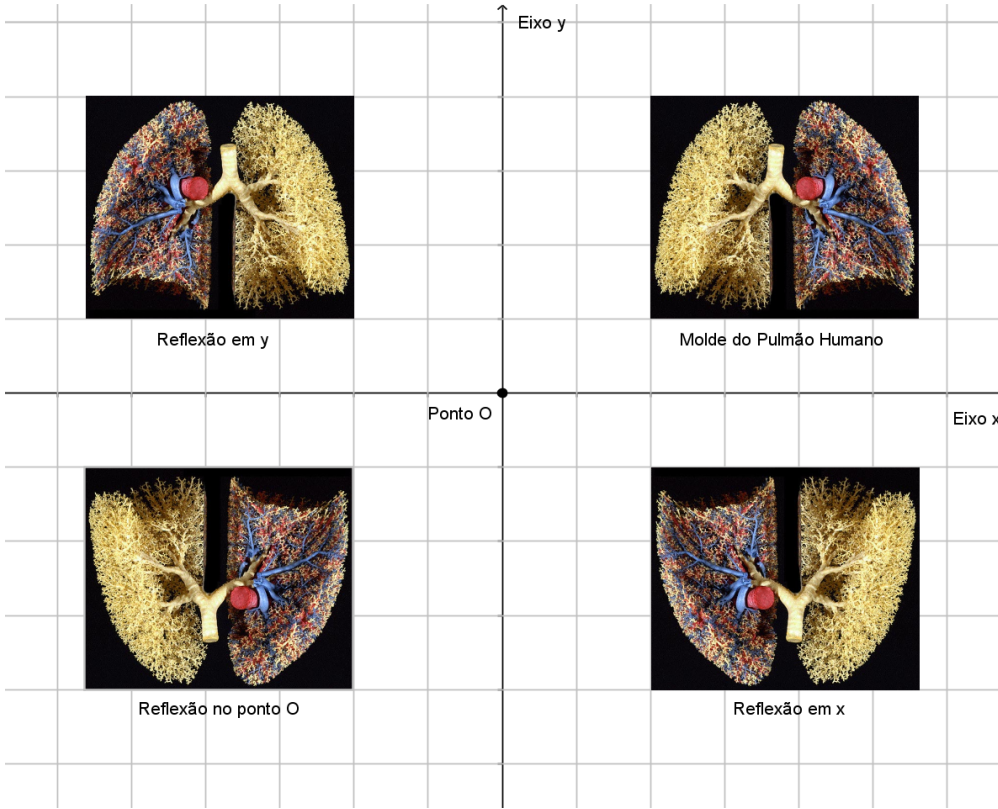 Eixo y
Reflexão em y
Molde do Pulmão Humano
Ponto O
Eixo x
Reflexão no ponto O
Reflexão em x